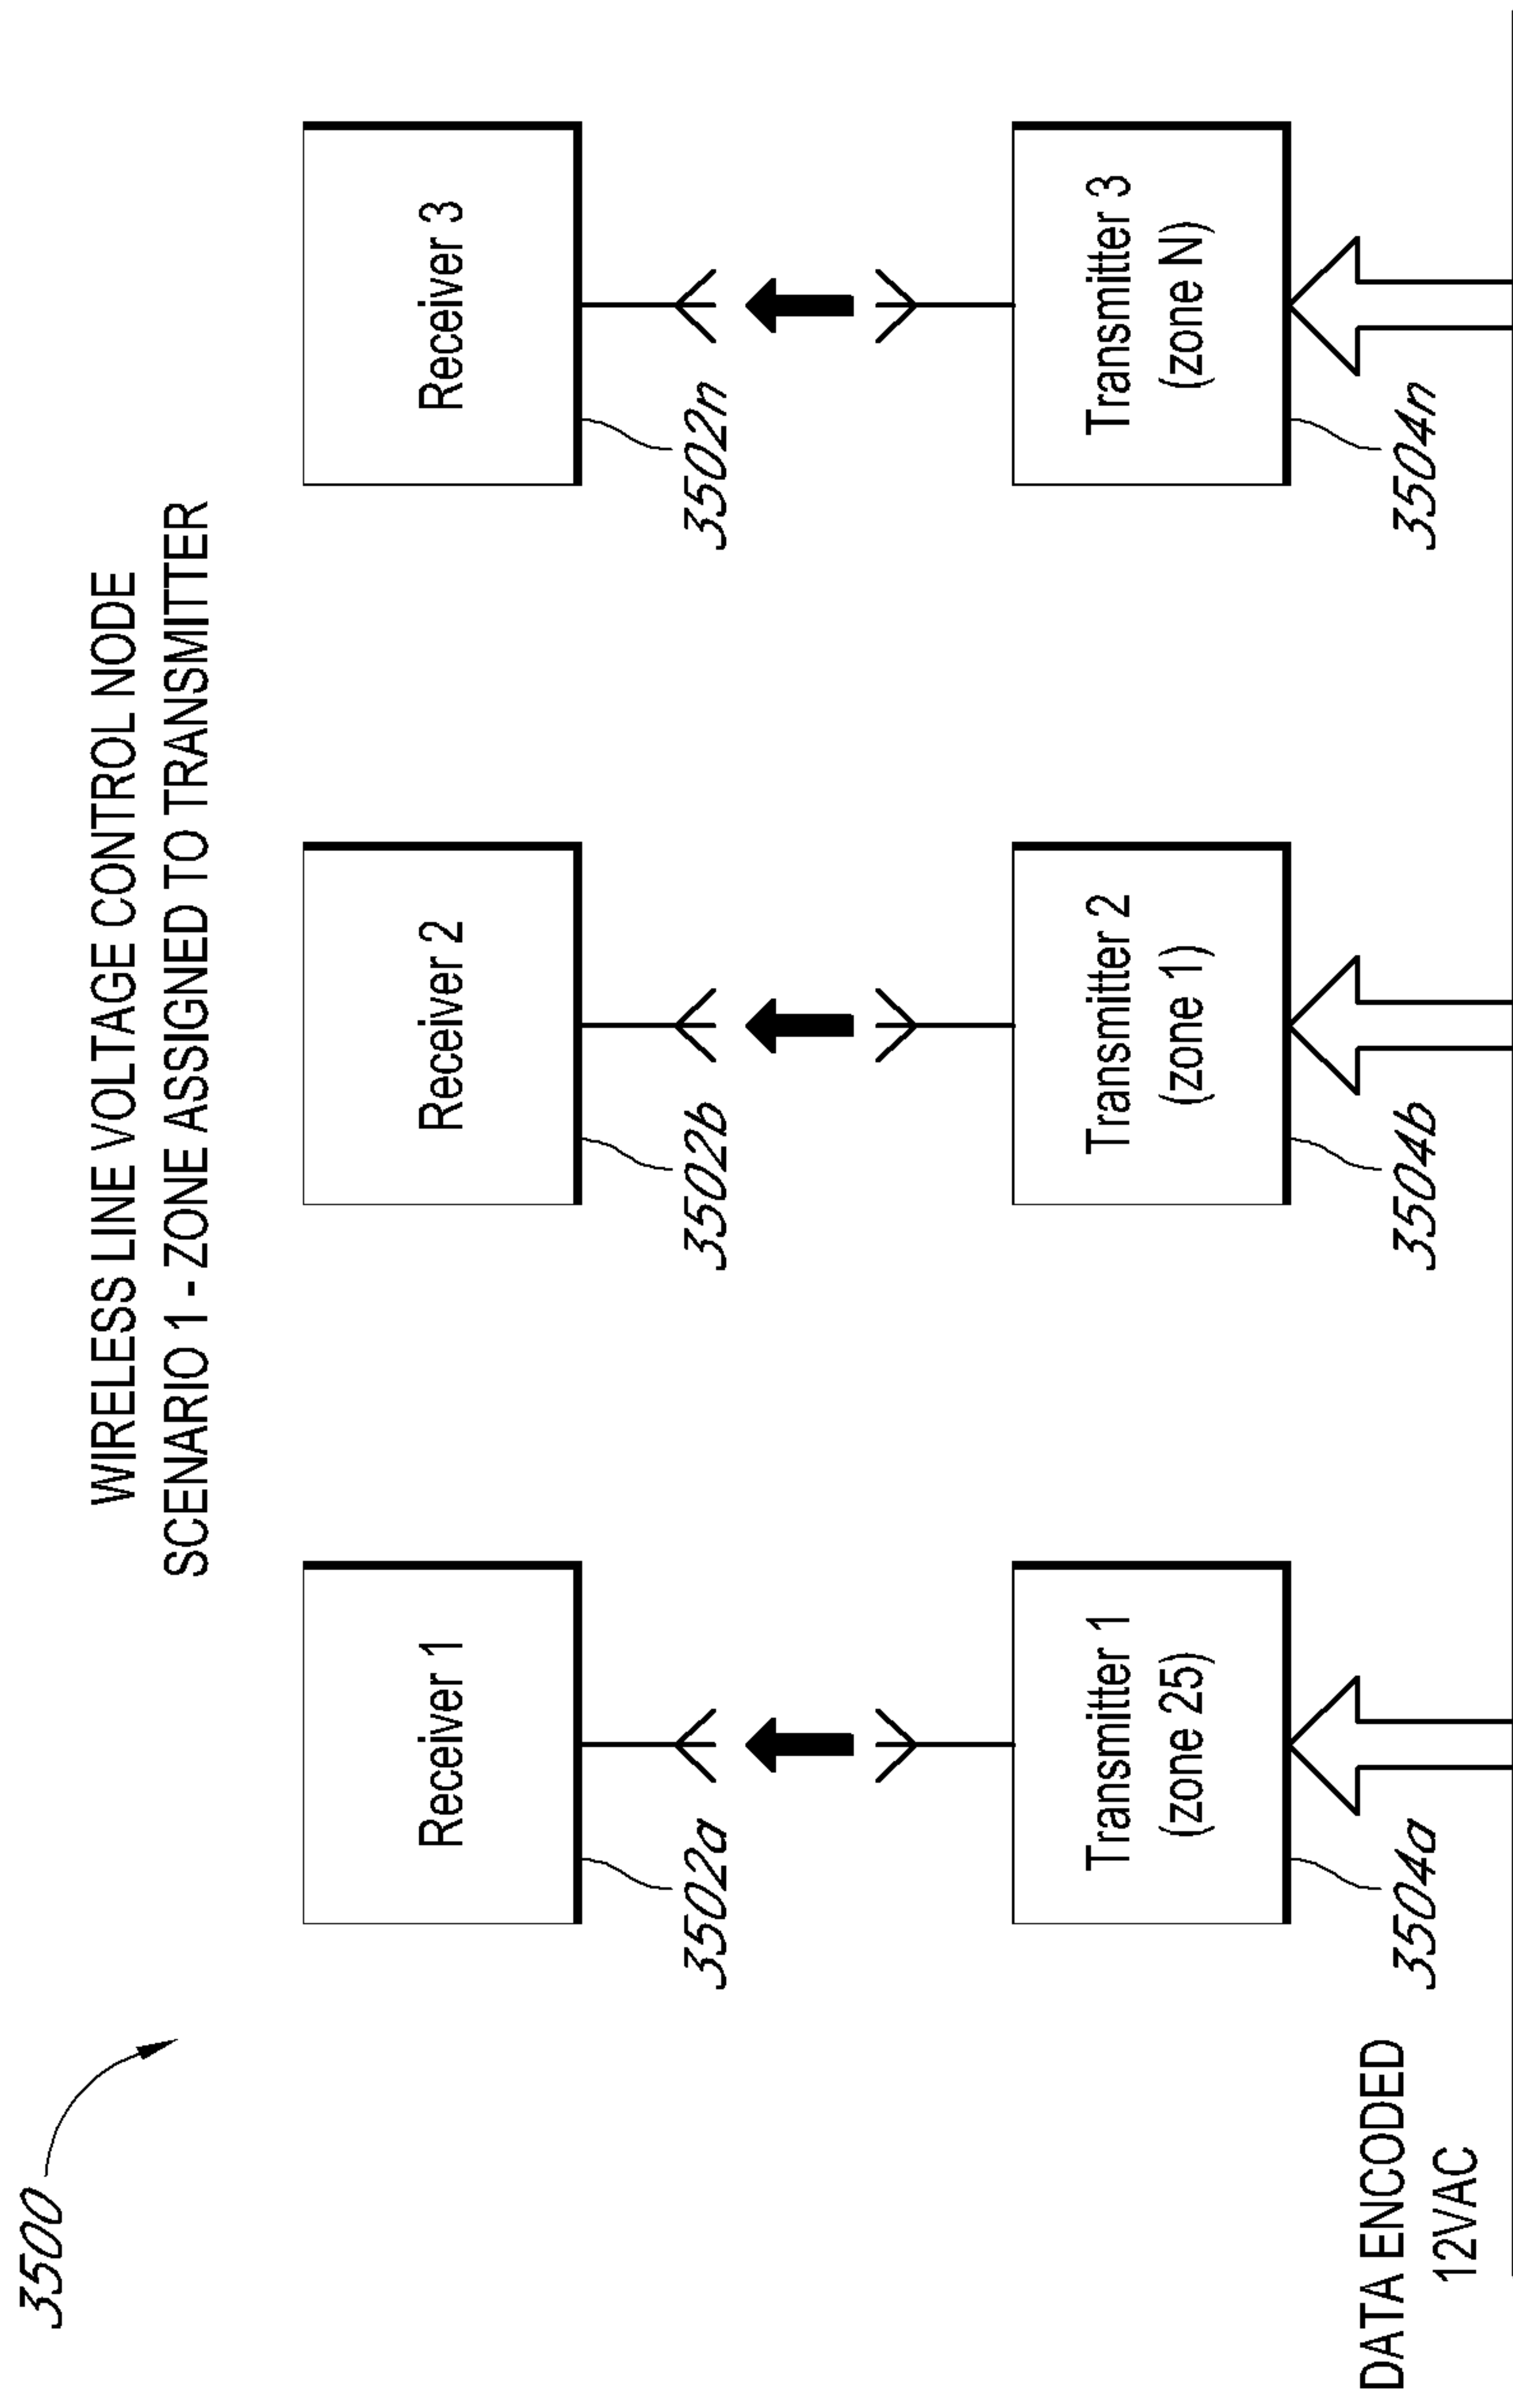 3500
WIRELESS LINE VOLTAGE CONTROL NODE
SCENARIO 1 - ZONE ASSIGNED TO TRANSMITTER
Receiver 1
Receiver 2
Receiver 3
3502a
3502b
3502n
Transmitter 1
(zone 25)
Transmitter 2
(zone 1)
Transmitter 3
(zone N)
3504a
3504b
3504n
DATA ENCODED
12VAC